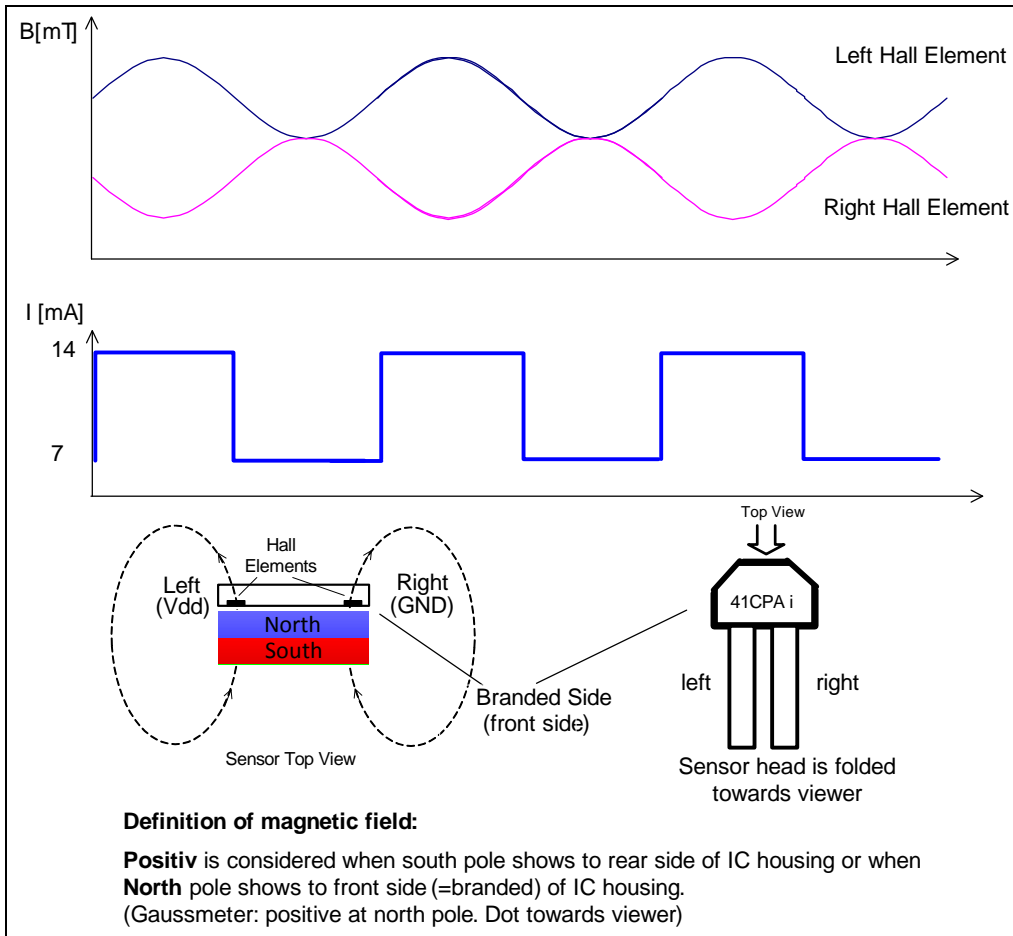 B[mT]
Left Hall Element
Right Hall Element
I [mA]
14
7
Hall
Elements
Left
(Vdd)
Right
(GND)
North
South
Branded Side
(front side)
Sensor Top View
Top View
41CPA i
left
right
Sensor head is folded
towards viewer
Definition of magnetic field:
Positiv is considered when south pole shows to rear side of IC housing or when
North pole shows to front side (=branded) of IC housing.
(Gaussmeter: positive at north pole. Dot towards viewer)